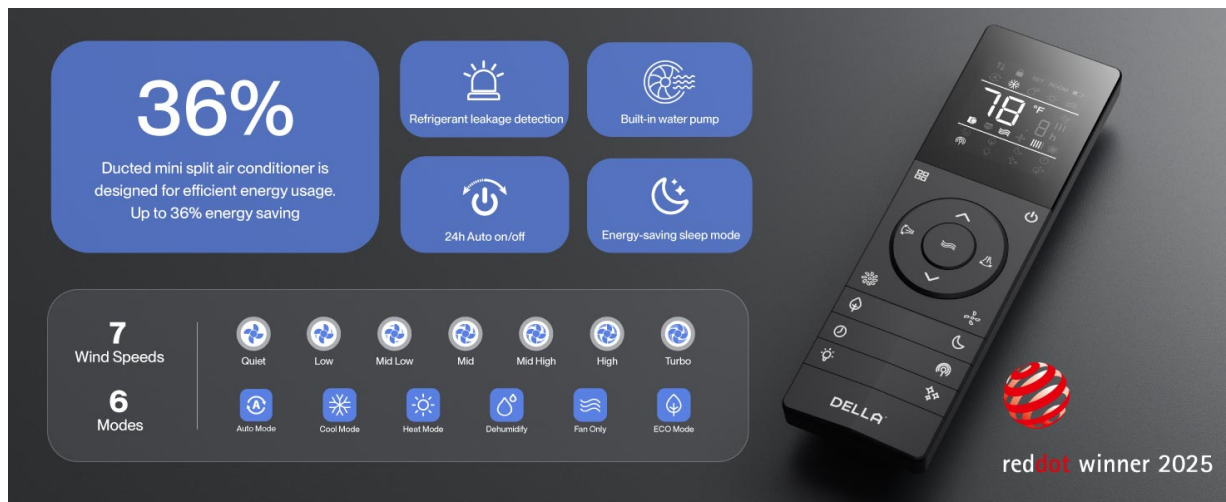 36%
Ducted mini split air conditioner is
designed for efficient energy usage.
Up to 36% energy saving
Refrigerant leakage detection
Built-in water pump
24h Auto on/off
Energy-saving sleep mode
7
Wind Speeds
Quiet
Low
Mid Low
Mid
Mid High
High
Turbo
6
Modes
A
Auto Mode
Cool Mode
Heat Mode
Dehumidify
Fan Only
ECO Mode
SET ROOM
78 °F
h
DELLA
reddot winner 2025